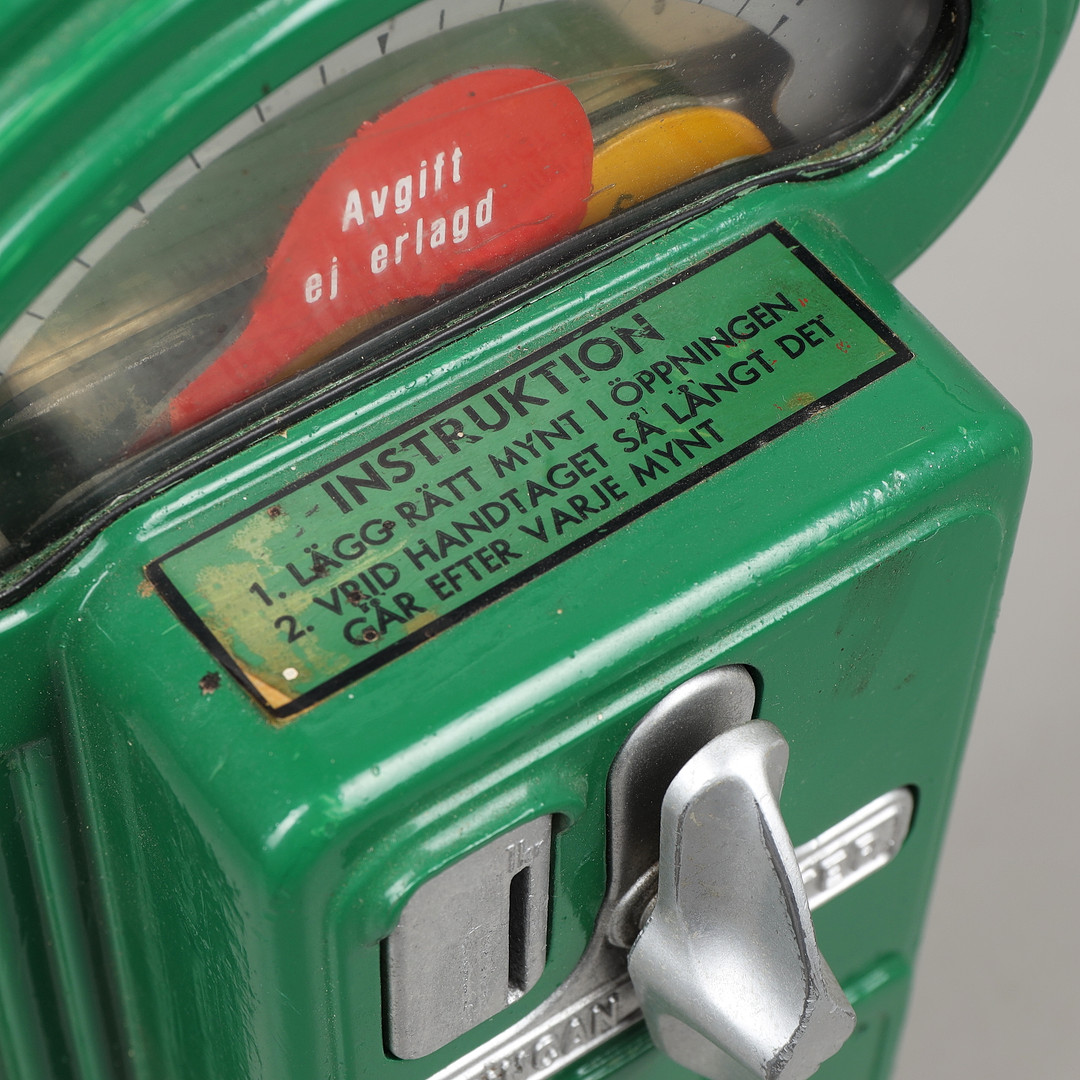 Avgift
ej erlagd
INSTRUKTION
1. LÄGG RÄTT MYNT I ÖPPNINGEN
2. VRID HANDTAGET SÅ LÅNGT DET
GÅR EFTER VARJE MYNT